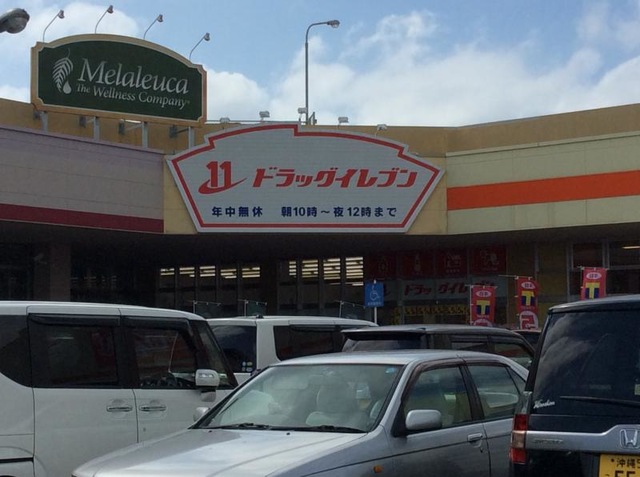 Melaleuca
The Wellness Company
11 ドラッグイレブン
年中無休 朝10時～夜12時まで
ドラッグイレブン
T
T
T
沖縄
55